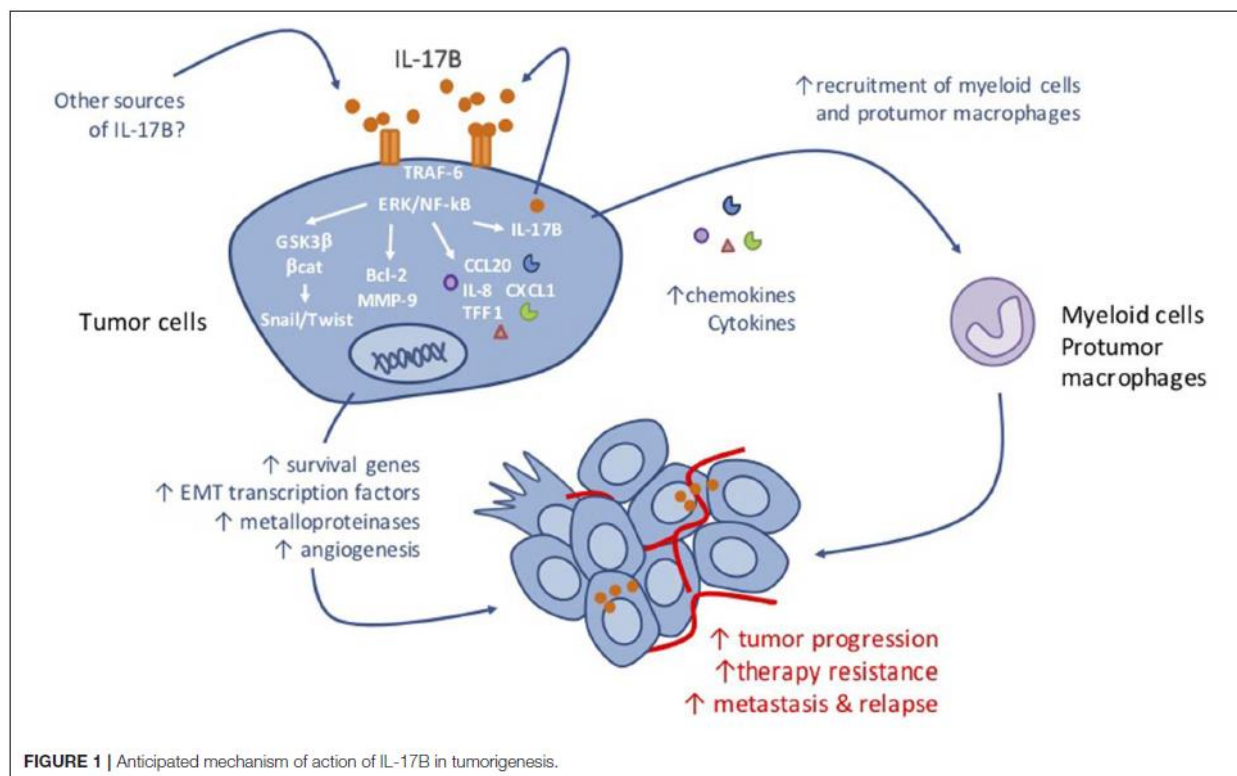 IL-17B
Other sources
of IL-17B?
↑recruitment of myeloid cells
and protumor macrophages
TRAF-6
ERK/NF-kB
IL-17B
GSK3β
βcat
Snail/Twist
Bcl-2
MMP-9
CCL20
IL-8 CXCL1
TFF1
Tumor cells
↑chemokines
Cytokines
Myeloid cells
Protumor
macrophages
↑ survival genes
↑ EMT transcription factors
↑ metalloproteinases
↑ angiogenesis
↑ tumor progression
↑therapy resistance
↑ metastasis & relapse
FIGURE 1 | Anticipated mechanism of action of IL-17B in tumorigenesis.